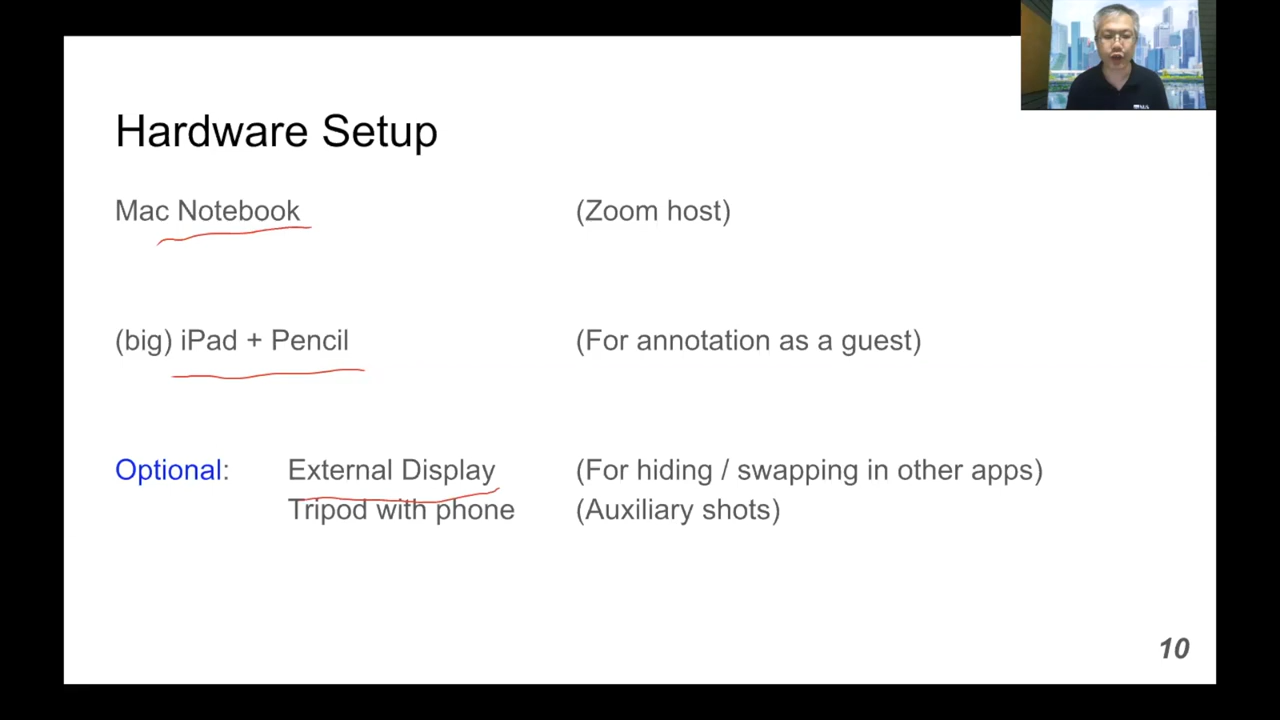 Hardware Setup
Mac Notebook (Zoom host)
(big) iPad + Pencil (For annotation as a guest)
Optional: External Display (For hiding / swapping in other apps)
Tripod with phone (Auxiliary shots)
10